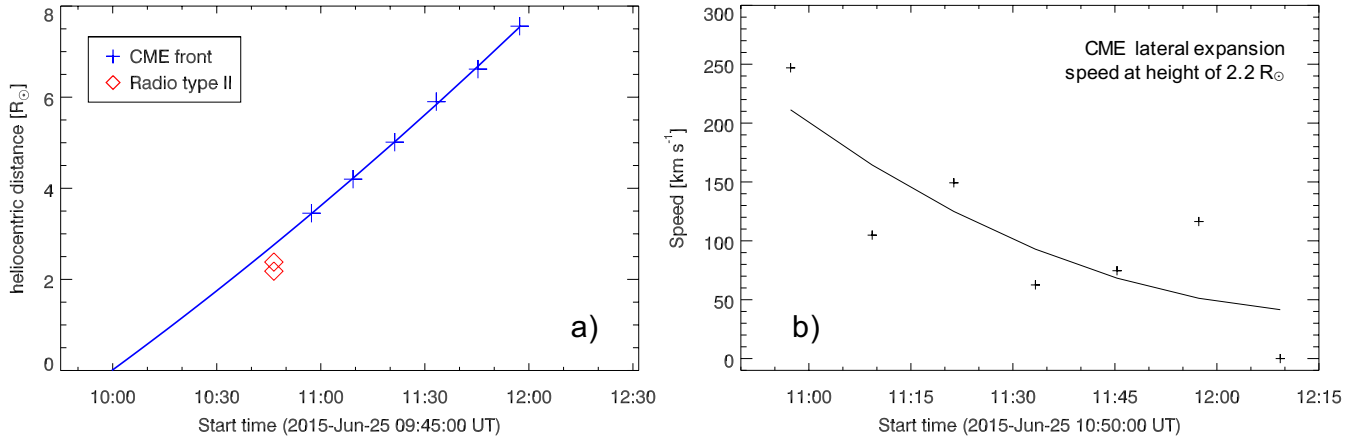 8
6
4
2
0
heliocentric distance [R☉]
CME front
Radio type II
a)
10:00 10:30 11:00 11:30 12:00 12:30
Start time (2015-Jun-25 09:45:00 UT)
300
250
200
150
100
50
0
Speed [km s⁻¹]
CME lateral expansion
speed at height of 2.2 R☉
b)
11:00 11:15 11:30 11:45 12:00 12:15
Start time (2015-Jun-25 10:50:00 UT)